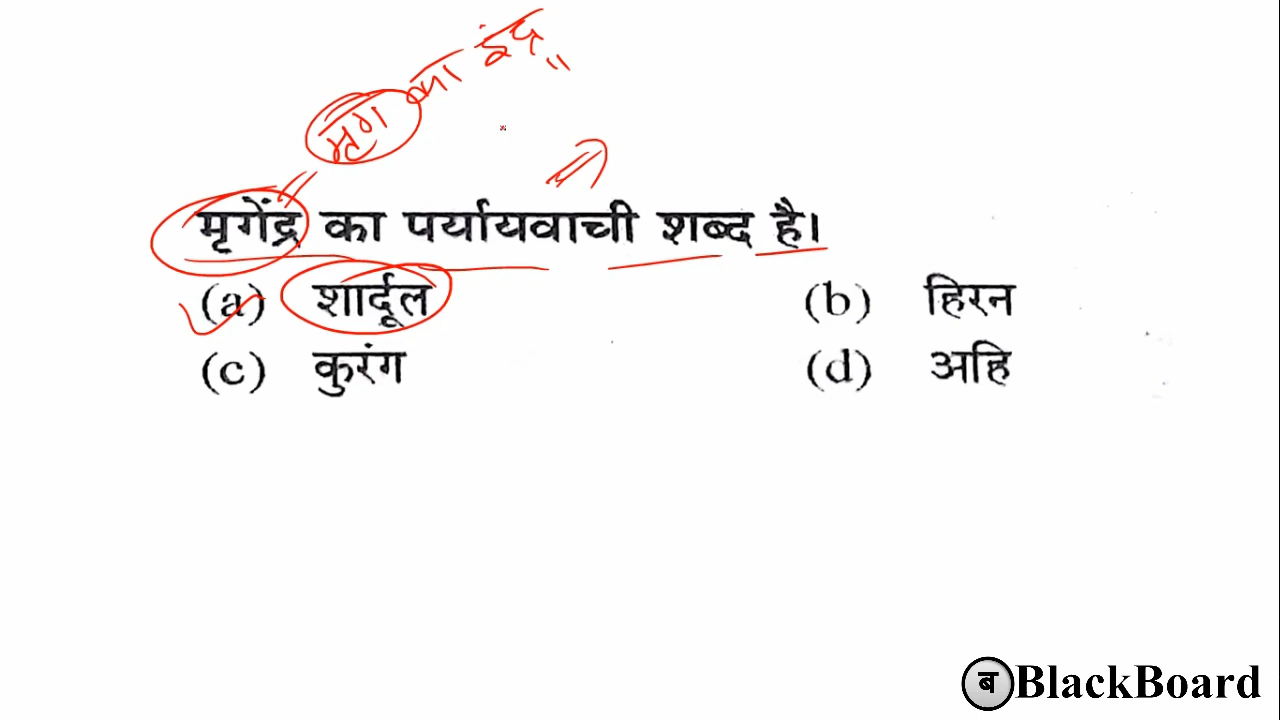 मृग का इंद्र
मृगेंद्र का पर्यायवाची शब्द है।
(a) शार्दूल (b) हिरन
(c) कुरंग (d) अहि
ब BlackBoard